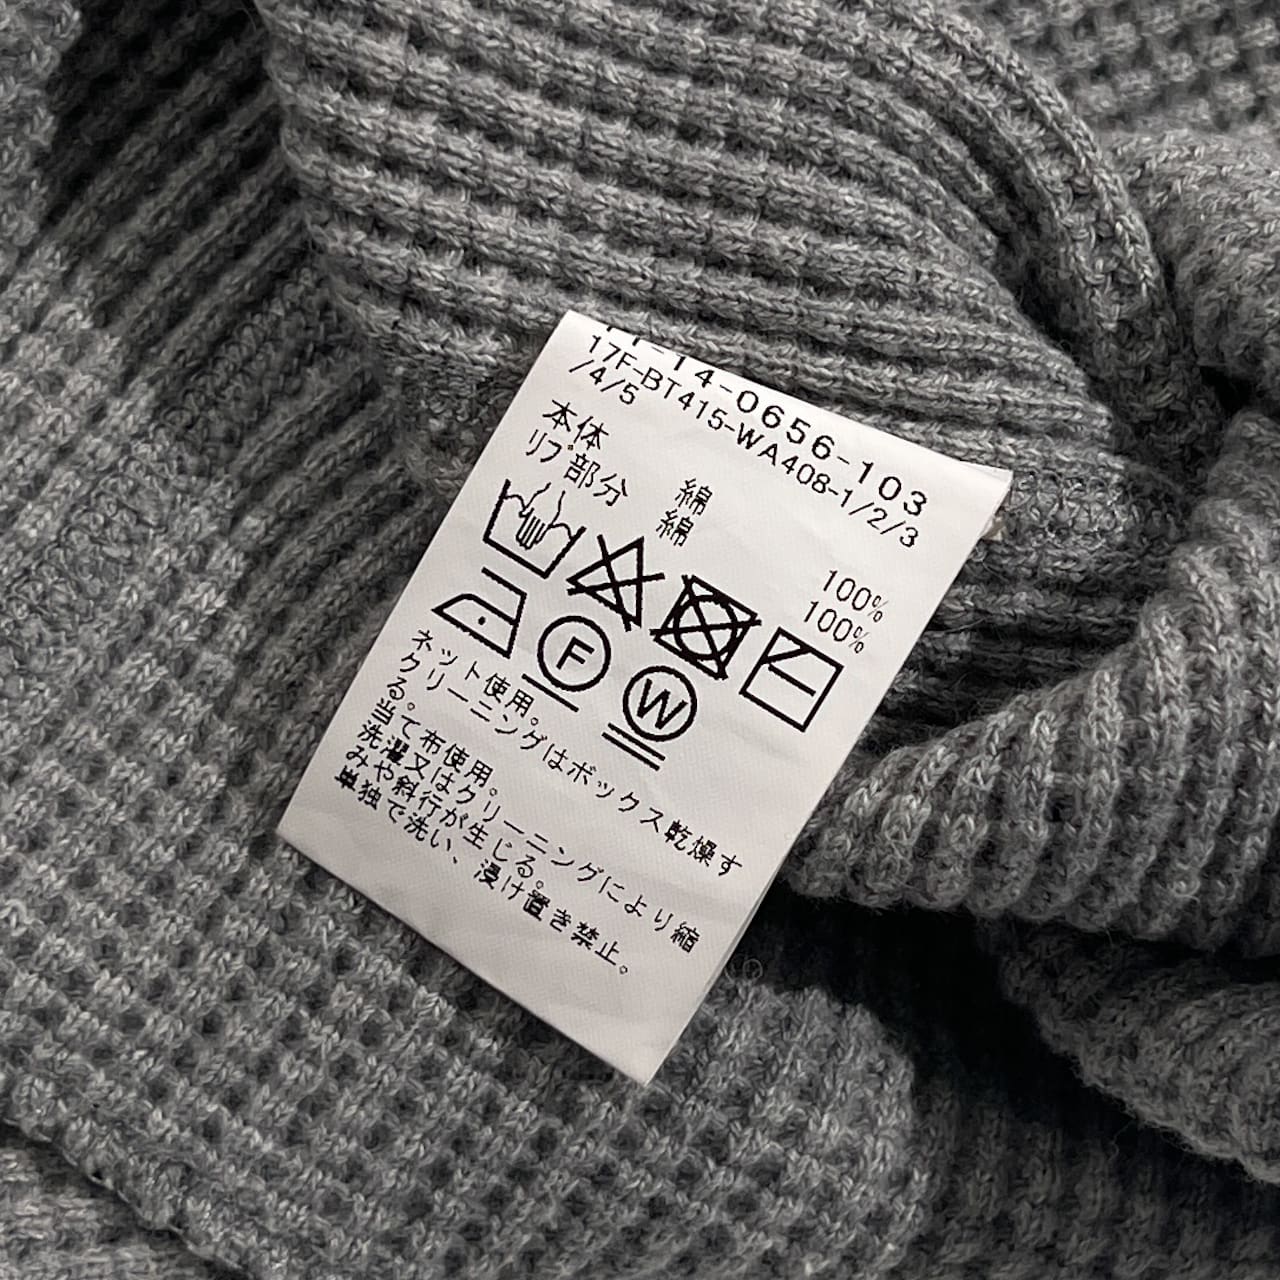 14-0656-103
17F-BT415-WA408-1/2/3
/4/5
本体 綿 100%
リブ部分 綿 100%
F
W
ネット使用。
クリーニングはボックス乾燥す
る。
当て布使用。
洗濯又はクリーニングにより縮
みや斜行が生じる。
単独で洗い、浸け置き禁止。